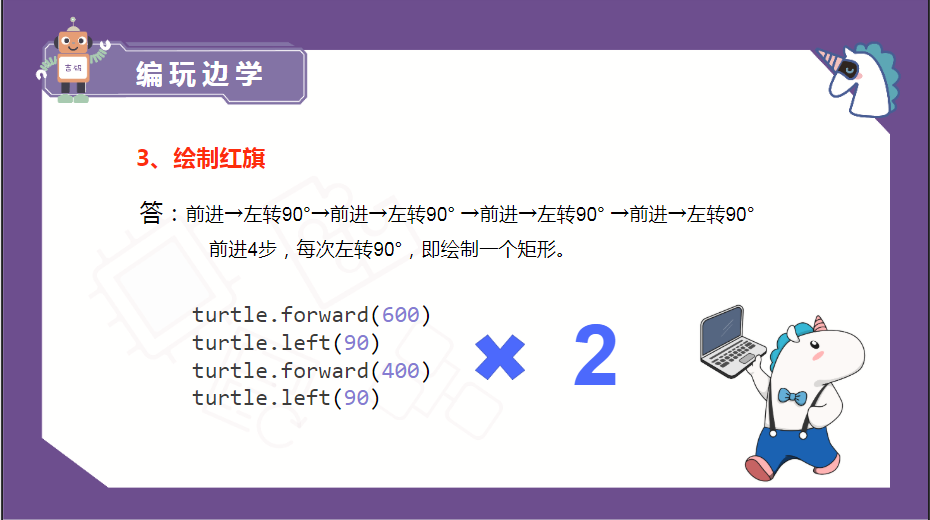 吉版
编玩边学
3、绘制红旗
答：前进→左转90°→前进→左转90° →前进→左转90° →前进→左转90°
前进4步，每次左转90°，即绘制一个矩形。
turtle.forward(600)
turtle.left(90)
turtle.forward(400)
turtle.left(90)
× 2